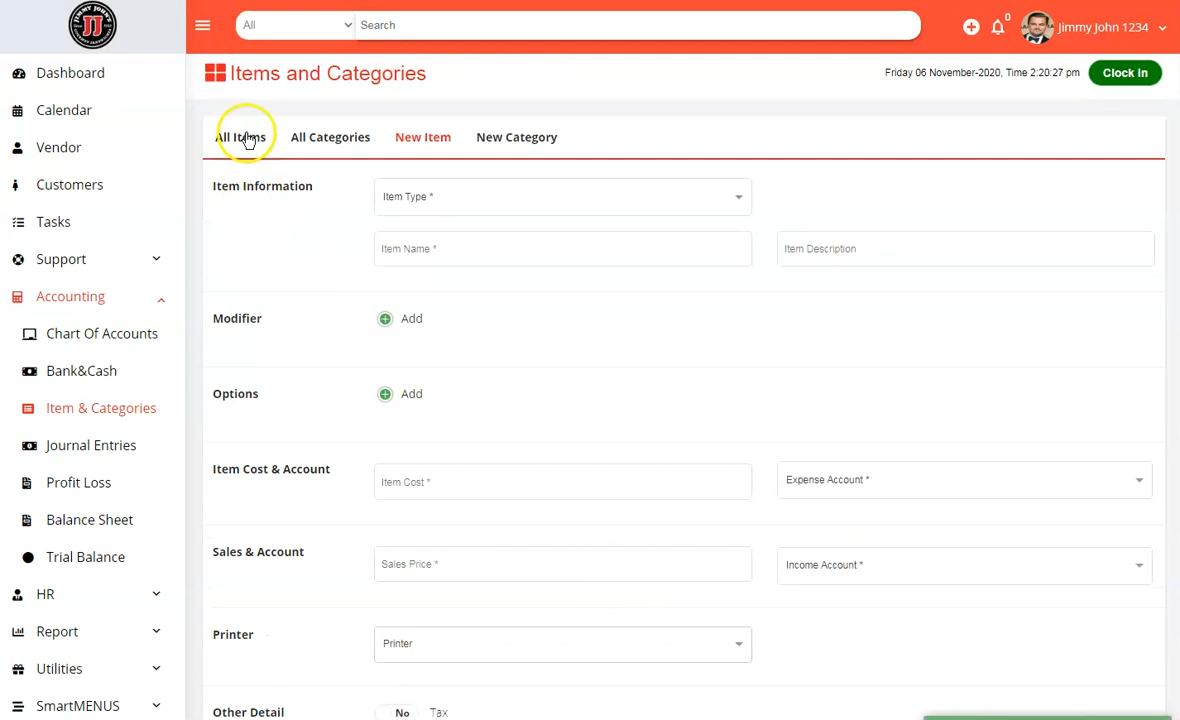 JIMMY JOHN'S
JJ
All
Search
0
Jimmy John 1234
Dashboard
Calendar
Vendor
Customers
Tasks
Support
Accounting
Chart Of Accounts
Bank&Cash
Item & Categories
Journal Entries
Profit Loss
Balance Sheet
Trial Balance
HR
Report
Utilities
SmartMENUS
Items and Categories
Friday 06 November-2020, Time 2:20:27 pm
Clock In
All Items All Categories New Item New Category
Item Information
Item Type *
Item Name *
Item Description
Modifier
Add
Options
Add
Item Cost & Account
Item Cost *
Expense Account *
Sales & Account
Sales Price *
Income Account *
Printer
Printer
Other Detail
No
Tax